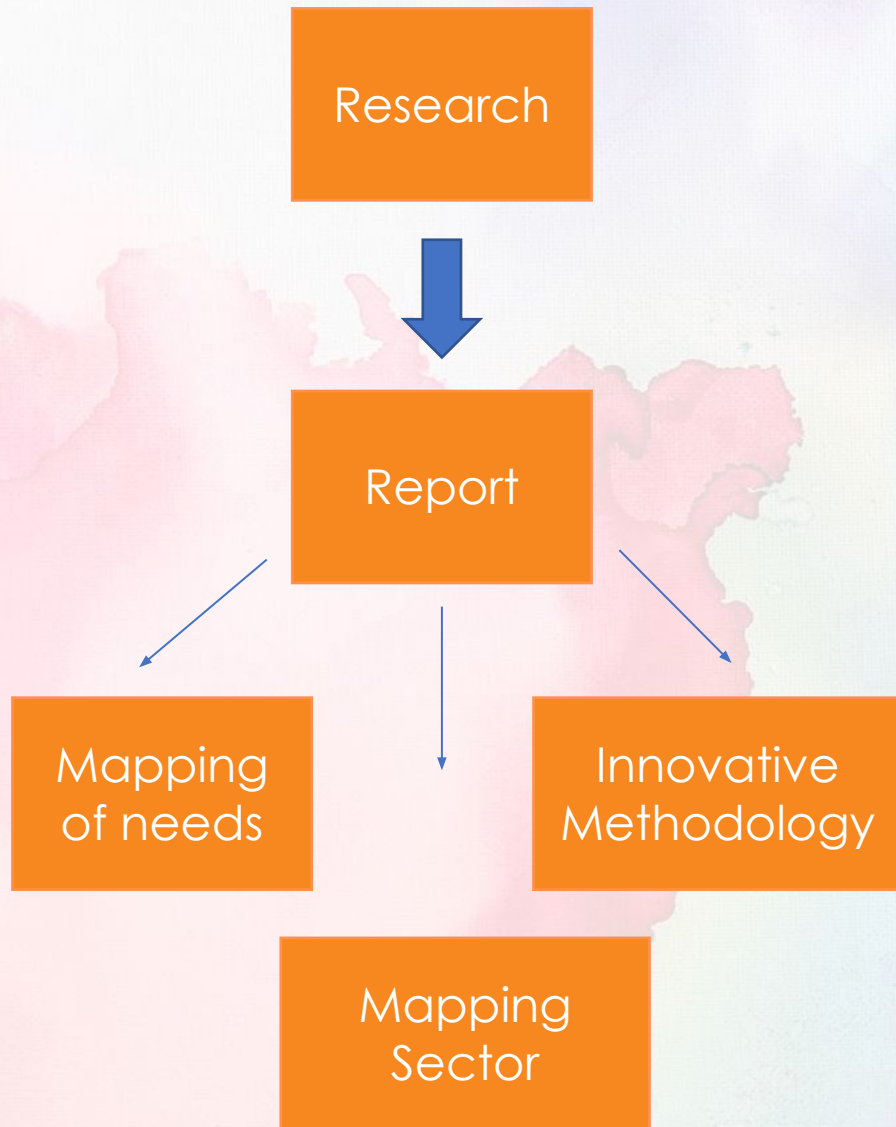 Research
Report
Mapping
of needs
Innovative
Methodology
Mapping
Sector